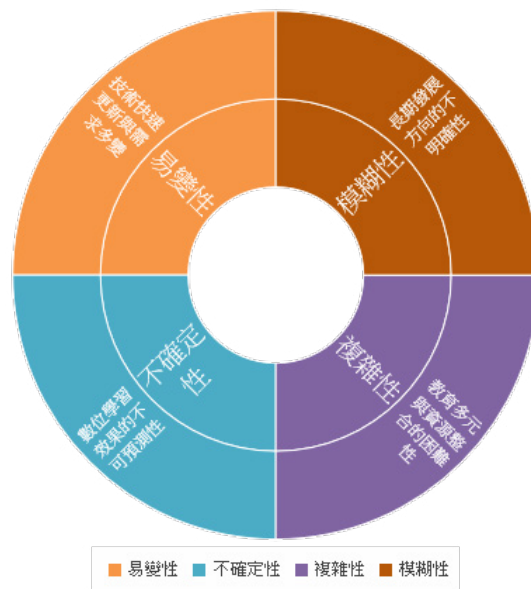 技術快速
更新與需
求多變
易變性
長期發展
方向的不
明確性
模糊性
不確定
性
數位學習
效果的不
可預測性
複雜性
教育多元
與資源整
合的困難
性
易變性 不確定性 複雜性 模糊性